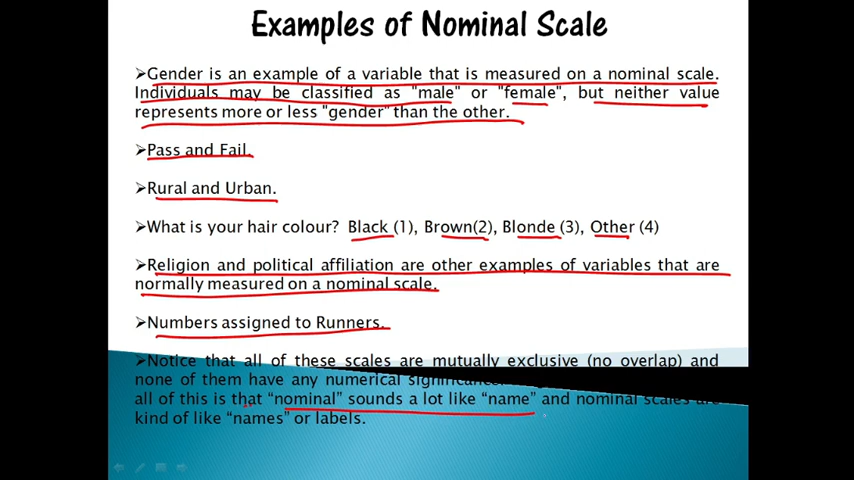 Examples of Nominal Scale
➢Gender is an example of a variable that is measured on a nominal scale.
Individuals may be classified as "male" or "female", but neither value
represents more or less "gender" than the other.
➢Pass and Fail.
➢Rural and Urban.
➢What is your hair colour? Black (1), Brown(2), Blonde (3), Other (4)
➢Religion and political affiliation are other examples of variables that are
normally measured on a nominal scale.
➢Numbers assigned to Runners.
➢Notice that all of these scales are mutually exclusive (no overlap) and
none of them have any numerical significance.
all of this is that “nominal” sounds a lot like “name” and nominal scales are
kind of like “names” or labels.